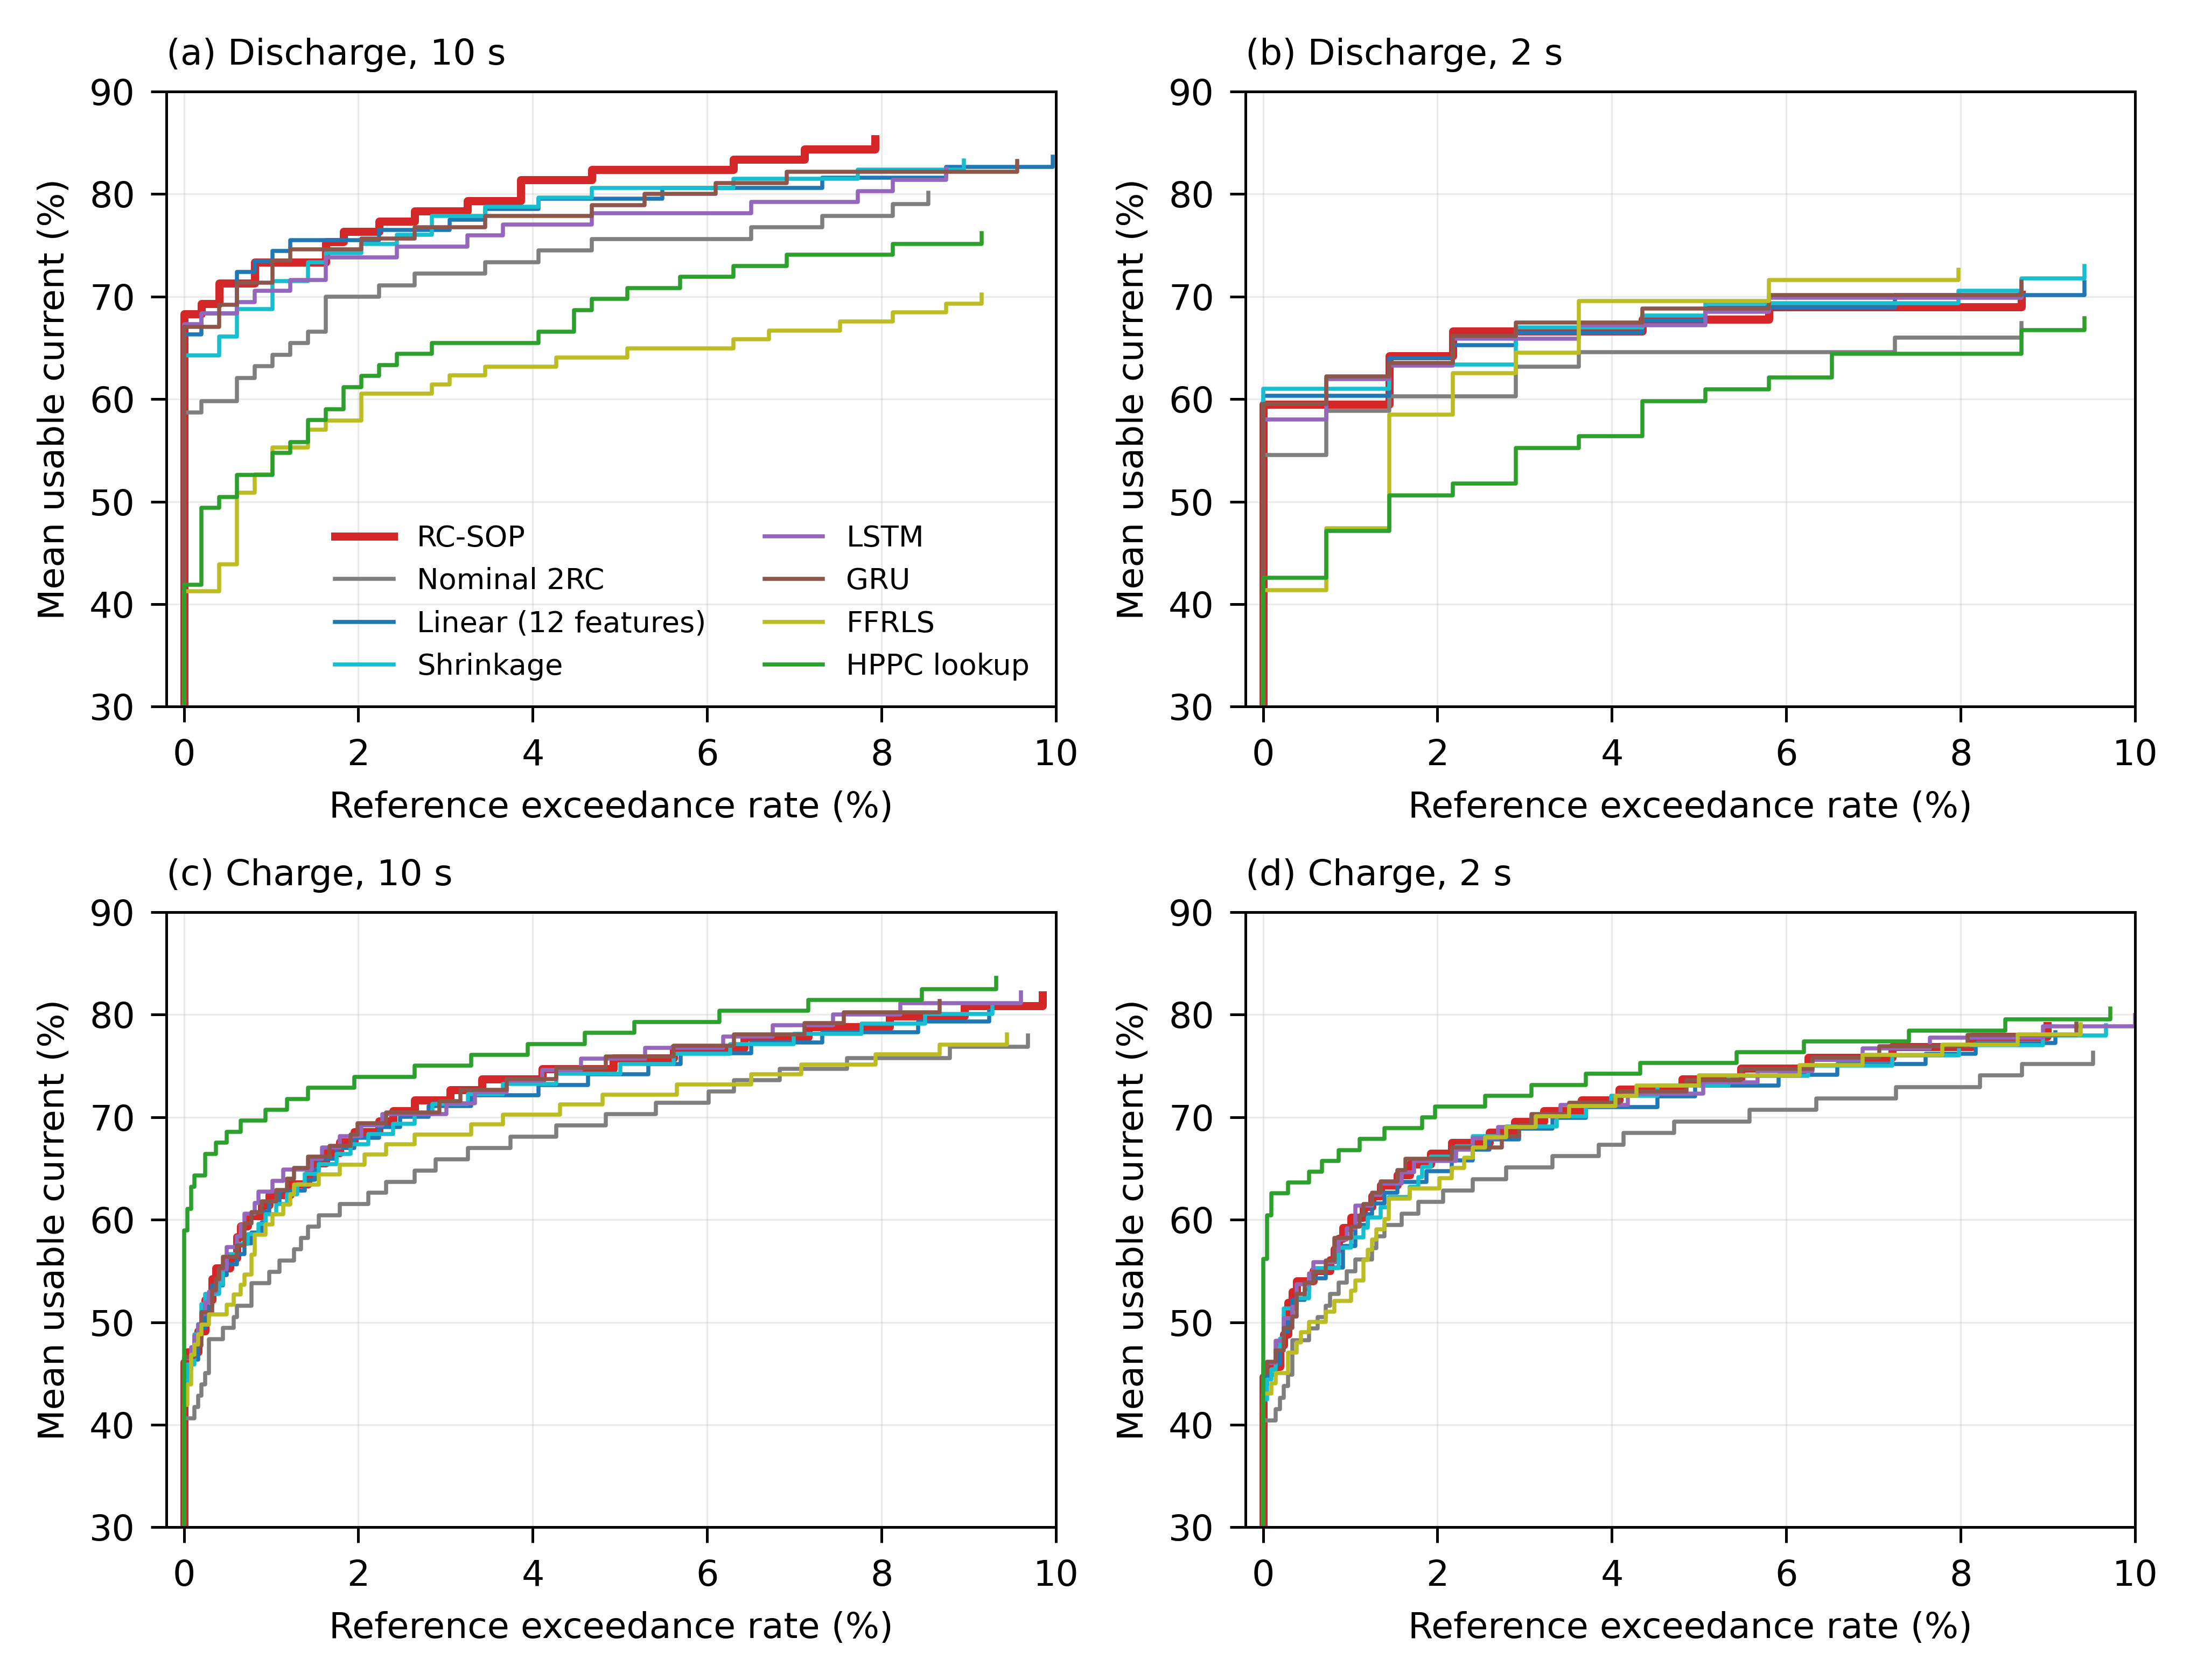 (a) Discharge, 10 s
90
80
70
60
50
40
30
Mean usable current (%)
RC-SOP
Nominal 2RC
Linear (12 features)
Shrinkage
LSTM
GRU
FFRLS
HPPC lookup
0 2 4 6 8 10
Reference exceedance rate (%)
(b) Discharge, 2 s
90
80
70
60
50
40
30
Mean usable current (%)
0 2 4 6 8 10
Reference exceedance rate (%)
(c) Charge, 10 s
90
80
70
60
50
40
30
Mean usable current (%)
0 2 4 6 8 10
Reference exceedance rate (%)
(d) Charge, 2 s
90
80
70
60
50
40
30
Mean usable current (%)
0 2 4 6 8 10
Reference exceedance rate (%)